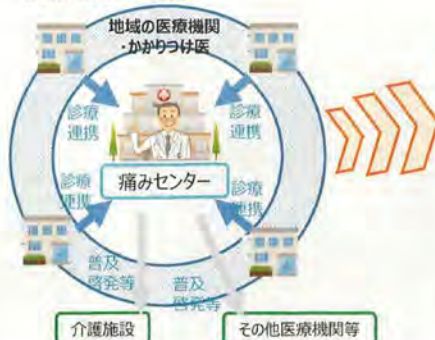 地域の医療機関
・かかりつけ医
診療
連携
診療
連携
痛みセンター
診療
連携
診療
連携
普及
啓発等
普及
啓発等
介護施設
その他医療機関等